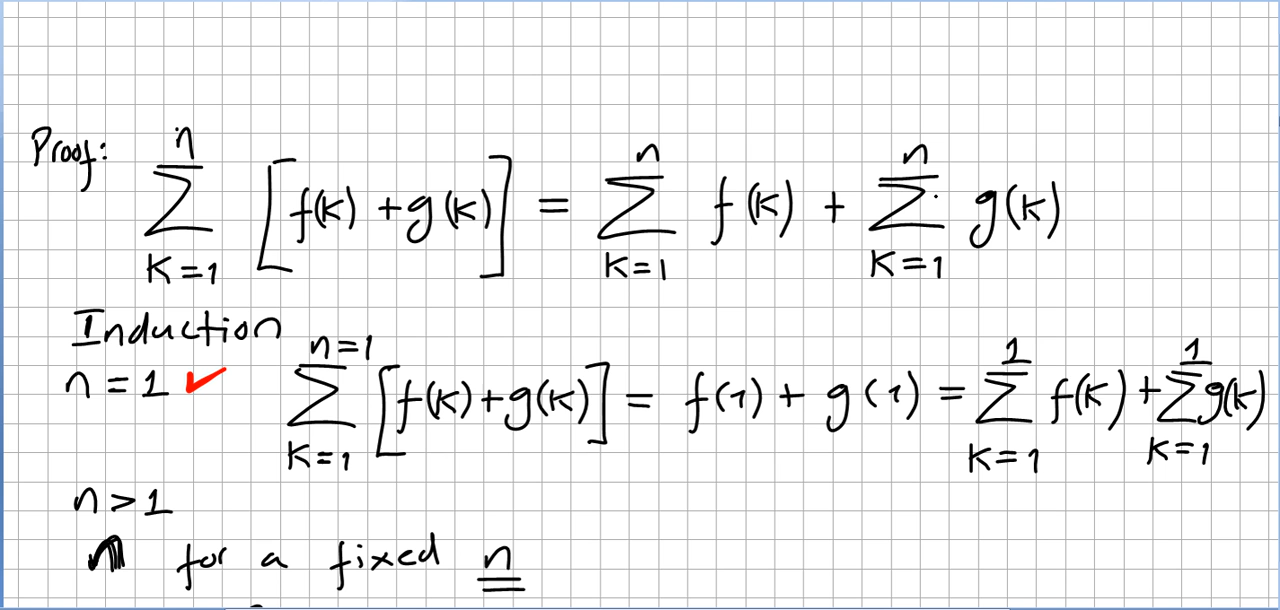 Proof: n∑k=1 [f(k) + g(k)] = n∑k=1 f(k) + n∑k=1 g(k)
Induction
n = 1 ✓ n=1∑k=1 [f(k) + g(k)] = f(1) + g(1) = 1∑k=1 f(k) + 1∑k=1 g(k)
n > 1
for a fixed n